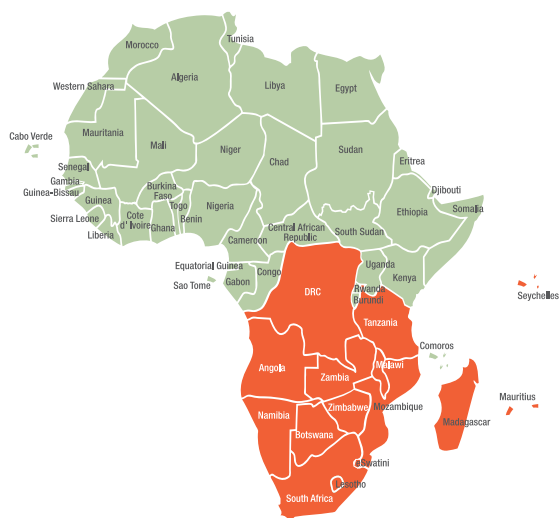 Tunisia
Morocco
Algeria
Libya
Egypt
Western Sahara
Cabo Verde
Mauritania
Mali
Niger
Chad
Sudan
Eritrea
Senegal
Gambia
Guinea-Bissau
Guinea
Burkina
Faso
Togo
Benin
Nigeria
Djibouti
Somalia
Ethiopia
Sierra Leone
Liberia
Cote
d' Ivoire
Ghana
Central African
Republic
South Sudan
Cameroon
Equatorial Guinea
Sao Tome
Gabon
Congo
Uganda
Kenya
Rwanda
Burundi
DRC
Seychelles
Tanzania
Comoros
Angola
Zambia
Malawi
Mauritius
Mozambique
Madagascar
Namibia
Zimbabwe
Botswana
eSwatini
Lesotho
South Africa